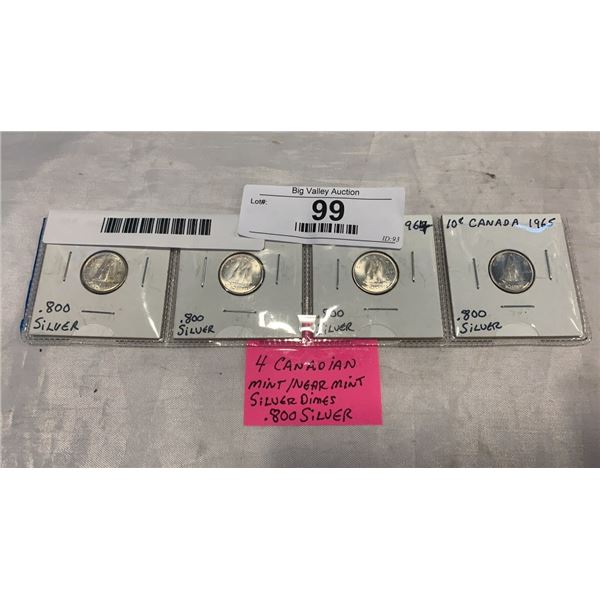 Big Valley Auction
Lot#:
99
ID:93
964
10¢ CANADA 1965
.800
SILVER
.800
SILVER
.800
SILVER
.800
SILVER
4 CANADIAN
MINT/NEAR MINT
SILVER DIMES
.800 SILVER